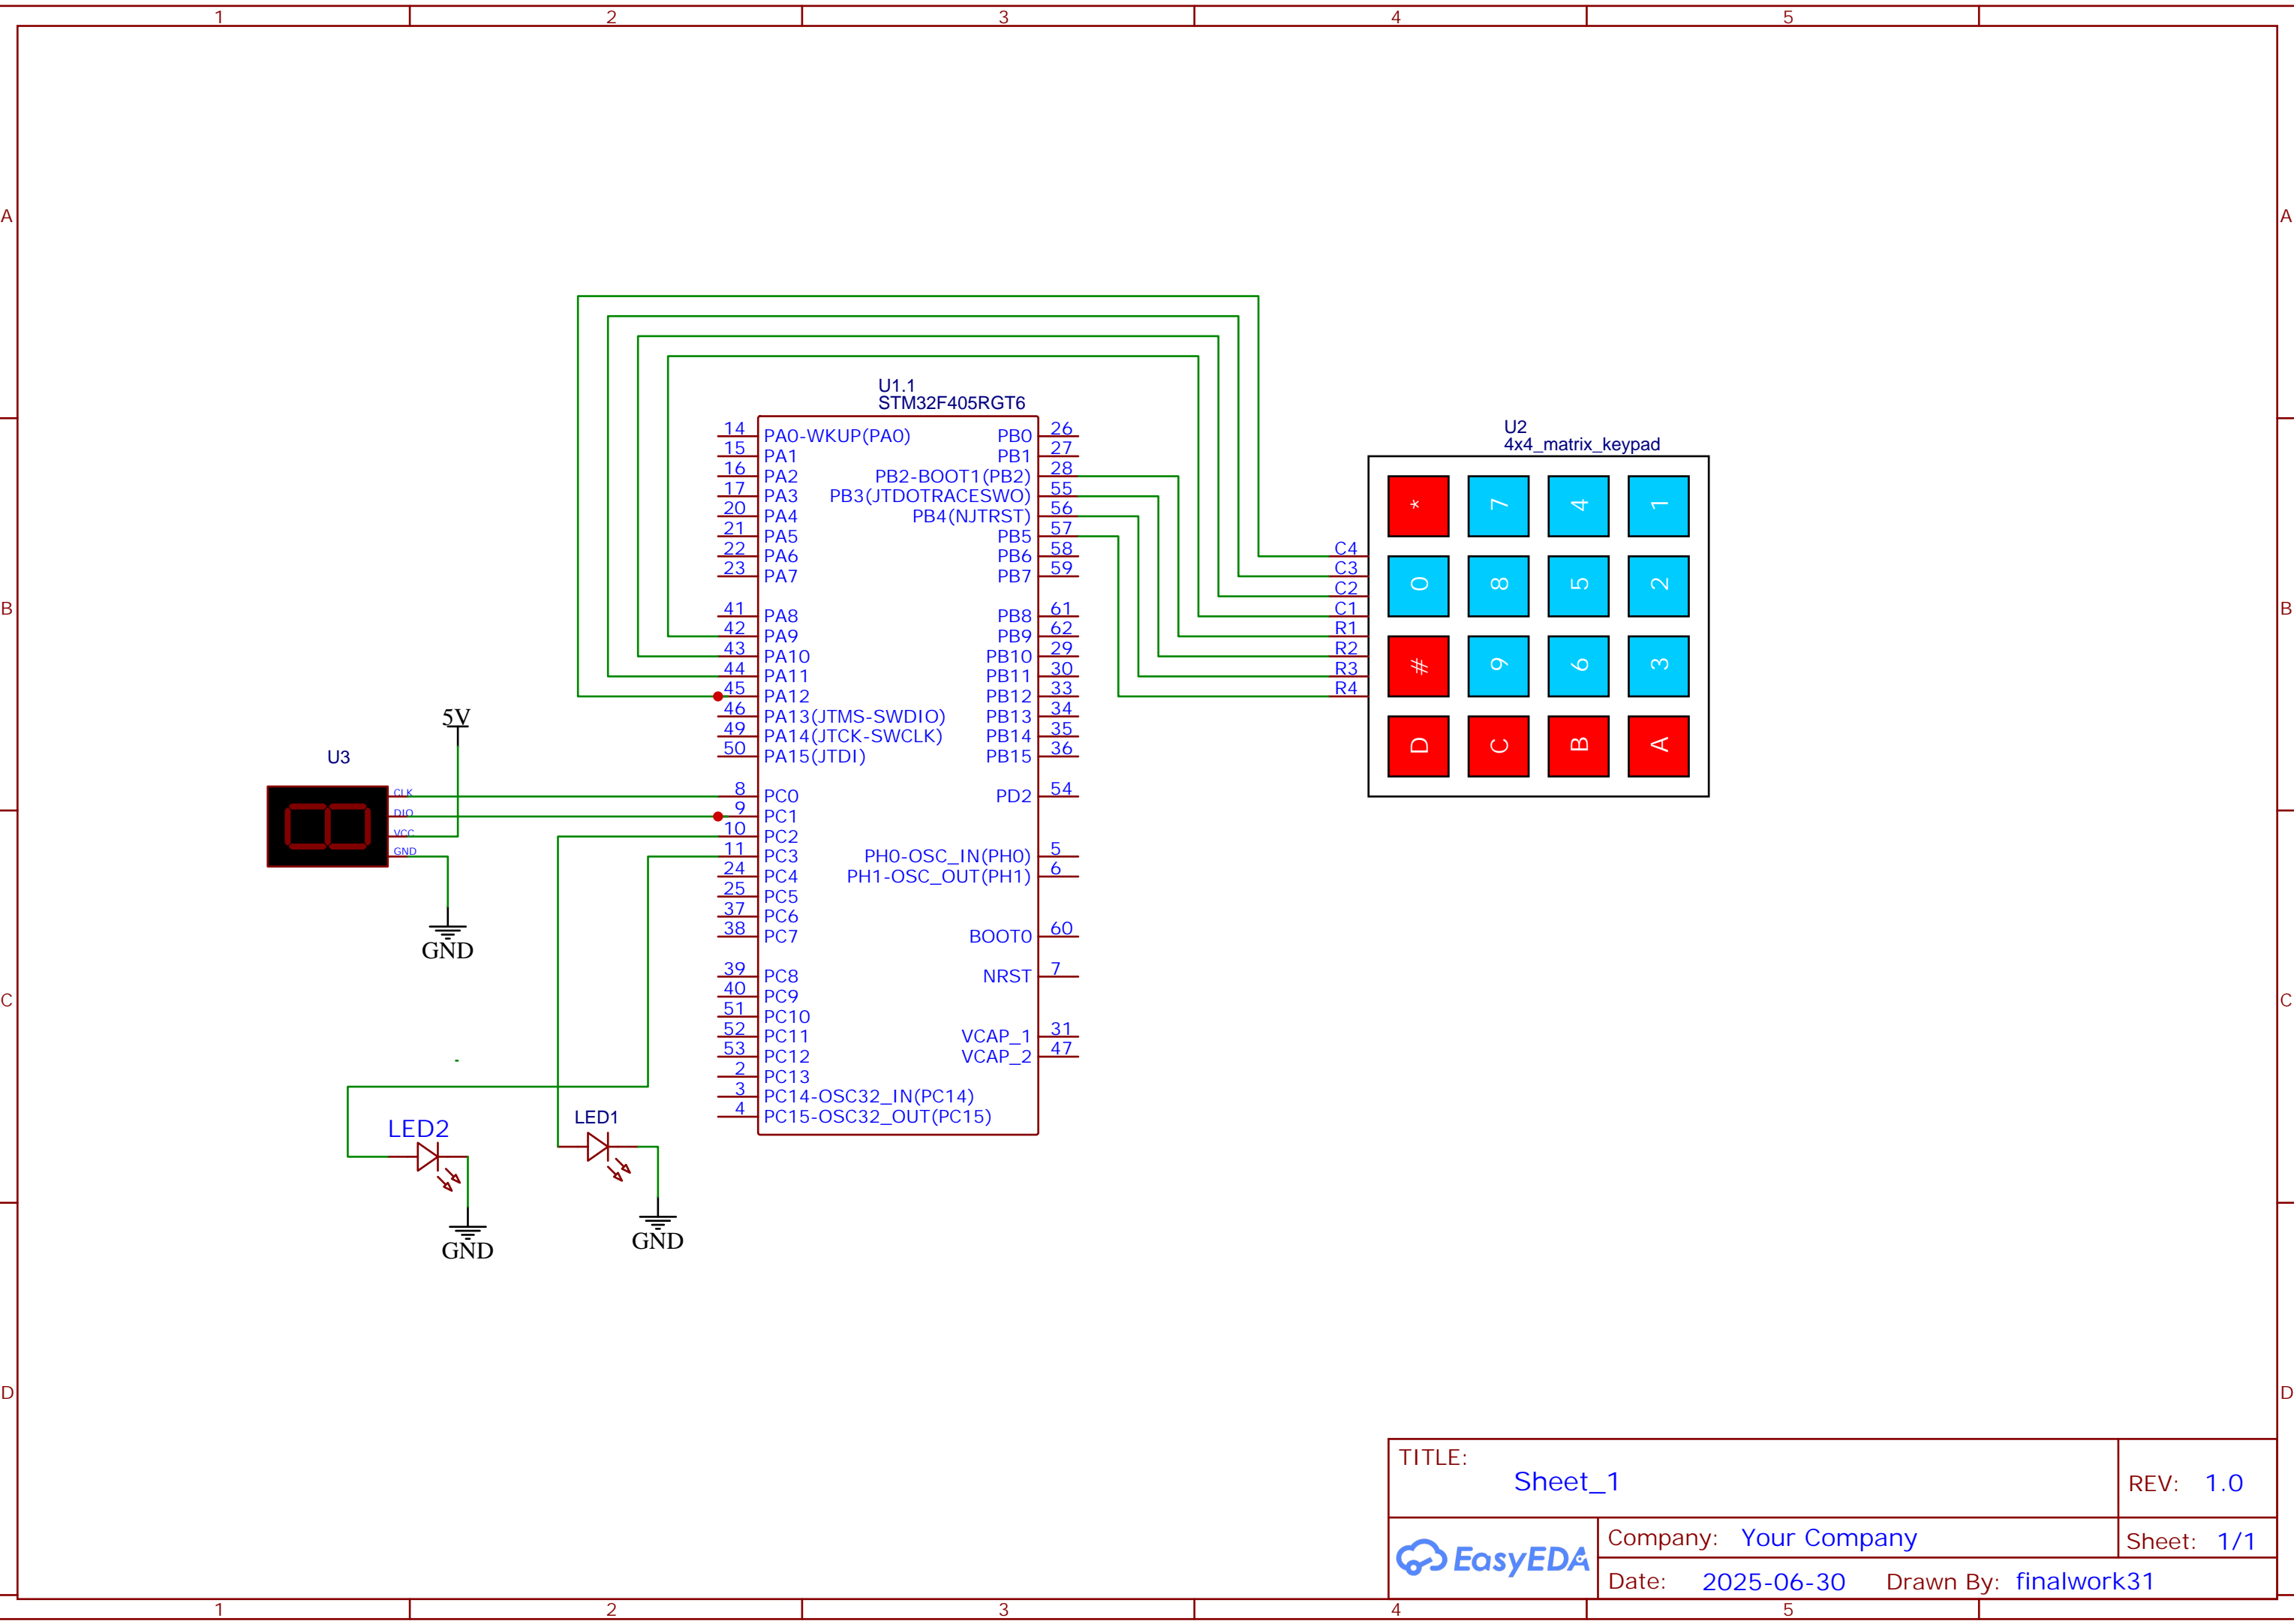 1 2 3 4 5
A A
B B
C C
D D
U1.1
STM32F405RGT6
14 PA0-WKUP(PA0) PB0 26
15 PA1 PB1 27
16 PA2 PB2-BOOT1(PB2) 28
17 PA3 PB3(JTDOTRACESWO) 55
20 PA4 PB4(NJTRST) 56
21 PA5 PB5 57
22 PA6 PB6 58
23 PA7 PB7 59
41 PA8 PB8 61
42 PA9 PB9 62
43 PA10 PB10 29
44 PA11 PB11 30
45 PA12 PB12 33
46 PA13(JTMS-SWDIO) PB13 34
49 PA14(JTCK-SWCLK) PB14 35
50 PA15(JTDI) PB15 36
8 PC0 PD2 54
9 PC1
10 PC2
11 PC3 PH0-OSC_IN(PH0) 5
24 PC4 PH1-OSC_OUT(PH1) 6
25 PC5
37 PC6
38 PC7 BOOT0 60
39 PC8 NRST 7
40 PC9
51 PC10
52 PC11 VCAP_1 31
53 PC12 VCAP_2 47
2 PC13
3 PC14-OSC32_IN(PC14)
4 PC15-OSC32_OUT(PC15)
U2
4x4_matrix_keypad
C4
C3
C2
C1
R1
R2
R3
R4
* 7 4 1
0 8 5 2
# 9 6 3
D C B A
5V
U3
CLK
DIO
VCC
GND
GND
LED2
GND
LED1
GND
TITLE:
Sheet_1
REV: 1.0
EasyEDA
Company: Your Company
Sheet: 1/1
Date: 2025-06-30 Drawn By: finalwork31
1 2 3 4 5